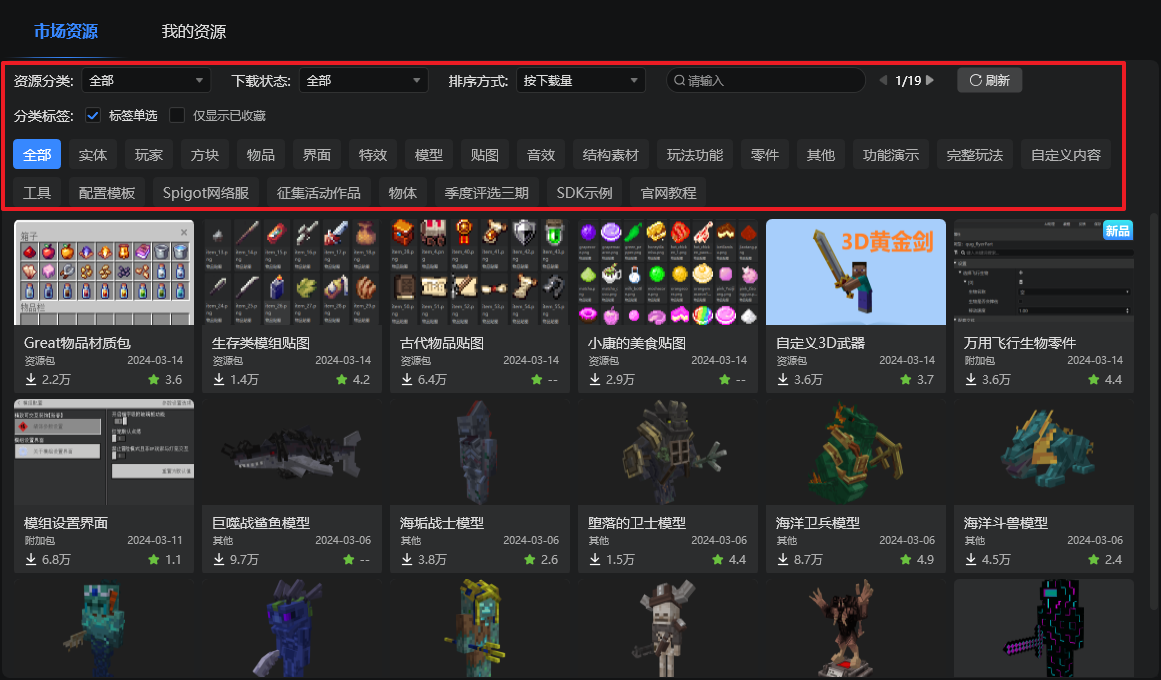 市场资源 我的资源
资源分类: 全部 下载状态: 全部 排序方式: 按下载量 请输入 1/19 刷新
分类标签: 标签单选 仅显示已收藏
全部 实体 玩家 方块 物品 界面 特效 模型 贴图 音效 结构素材 玩法功能 零件 其他 功能演示 完整玩法 自定义内容
工具 配置模板 Spigot网络服 征集活动作品 物体 季度评选三期 SDK示例 官网教程
箱子
物品栏
3D黄金剑
新品
Great物品材质包 生存类模组贴图 古代物品贴图 小康的美食贴图 自定义3D武器 万用飞行生物零件
资源包 2024-03-14 资源包 2024-03-14 资源包 2024-03-14 资源包 2024-03-14 资源包 2024-03-14 附加包 2024-03-14
2.2万 3.6 1.4万 4.2 6.4万 -- 2.9万 -- 3.6万 3.7 3.6万 4.4
模组设置界面 巨噬战鲨鱼模型 海垢战士模型 堕落的卫士模型 海洋卫兵模型 海洋斗兽模型
附加包 2024-03-11 其他 2024-03-06 其他 2024-03-06 其他 2024-03-06 其他 2024-03-06 其他 2024-03-06
6.8万 1.1 9.7万 -- 3.8万 2.6 1.5万 4.4 8.7万 4.9 4.5万 2.4